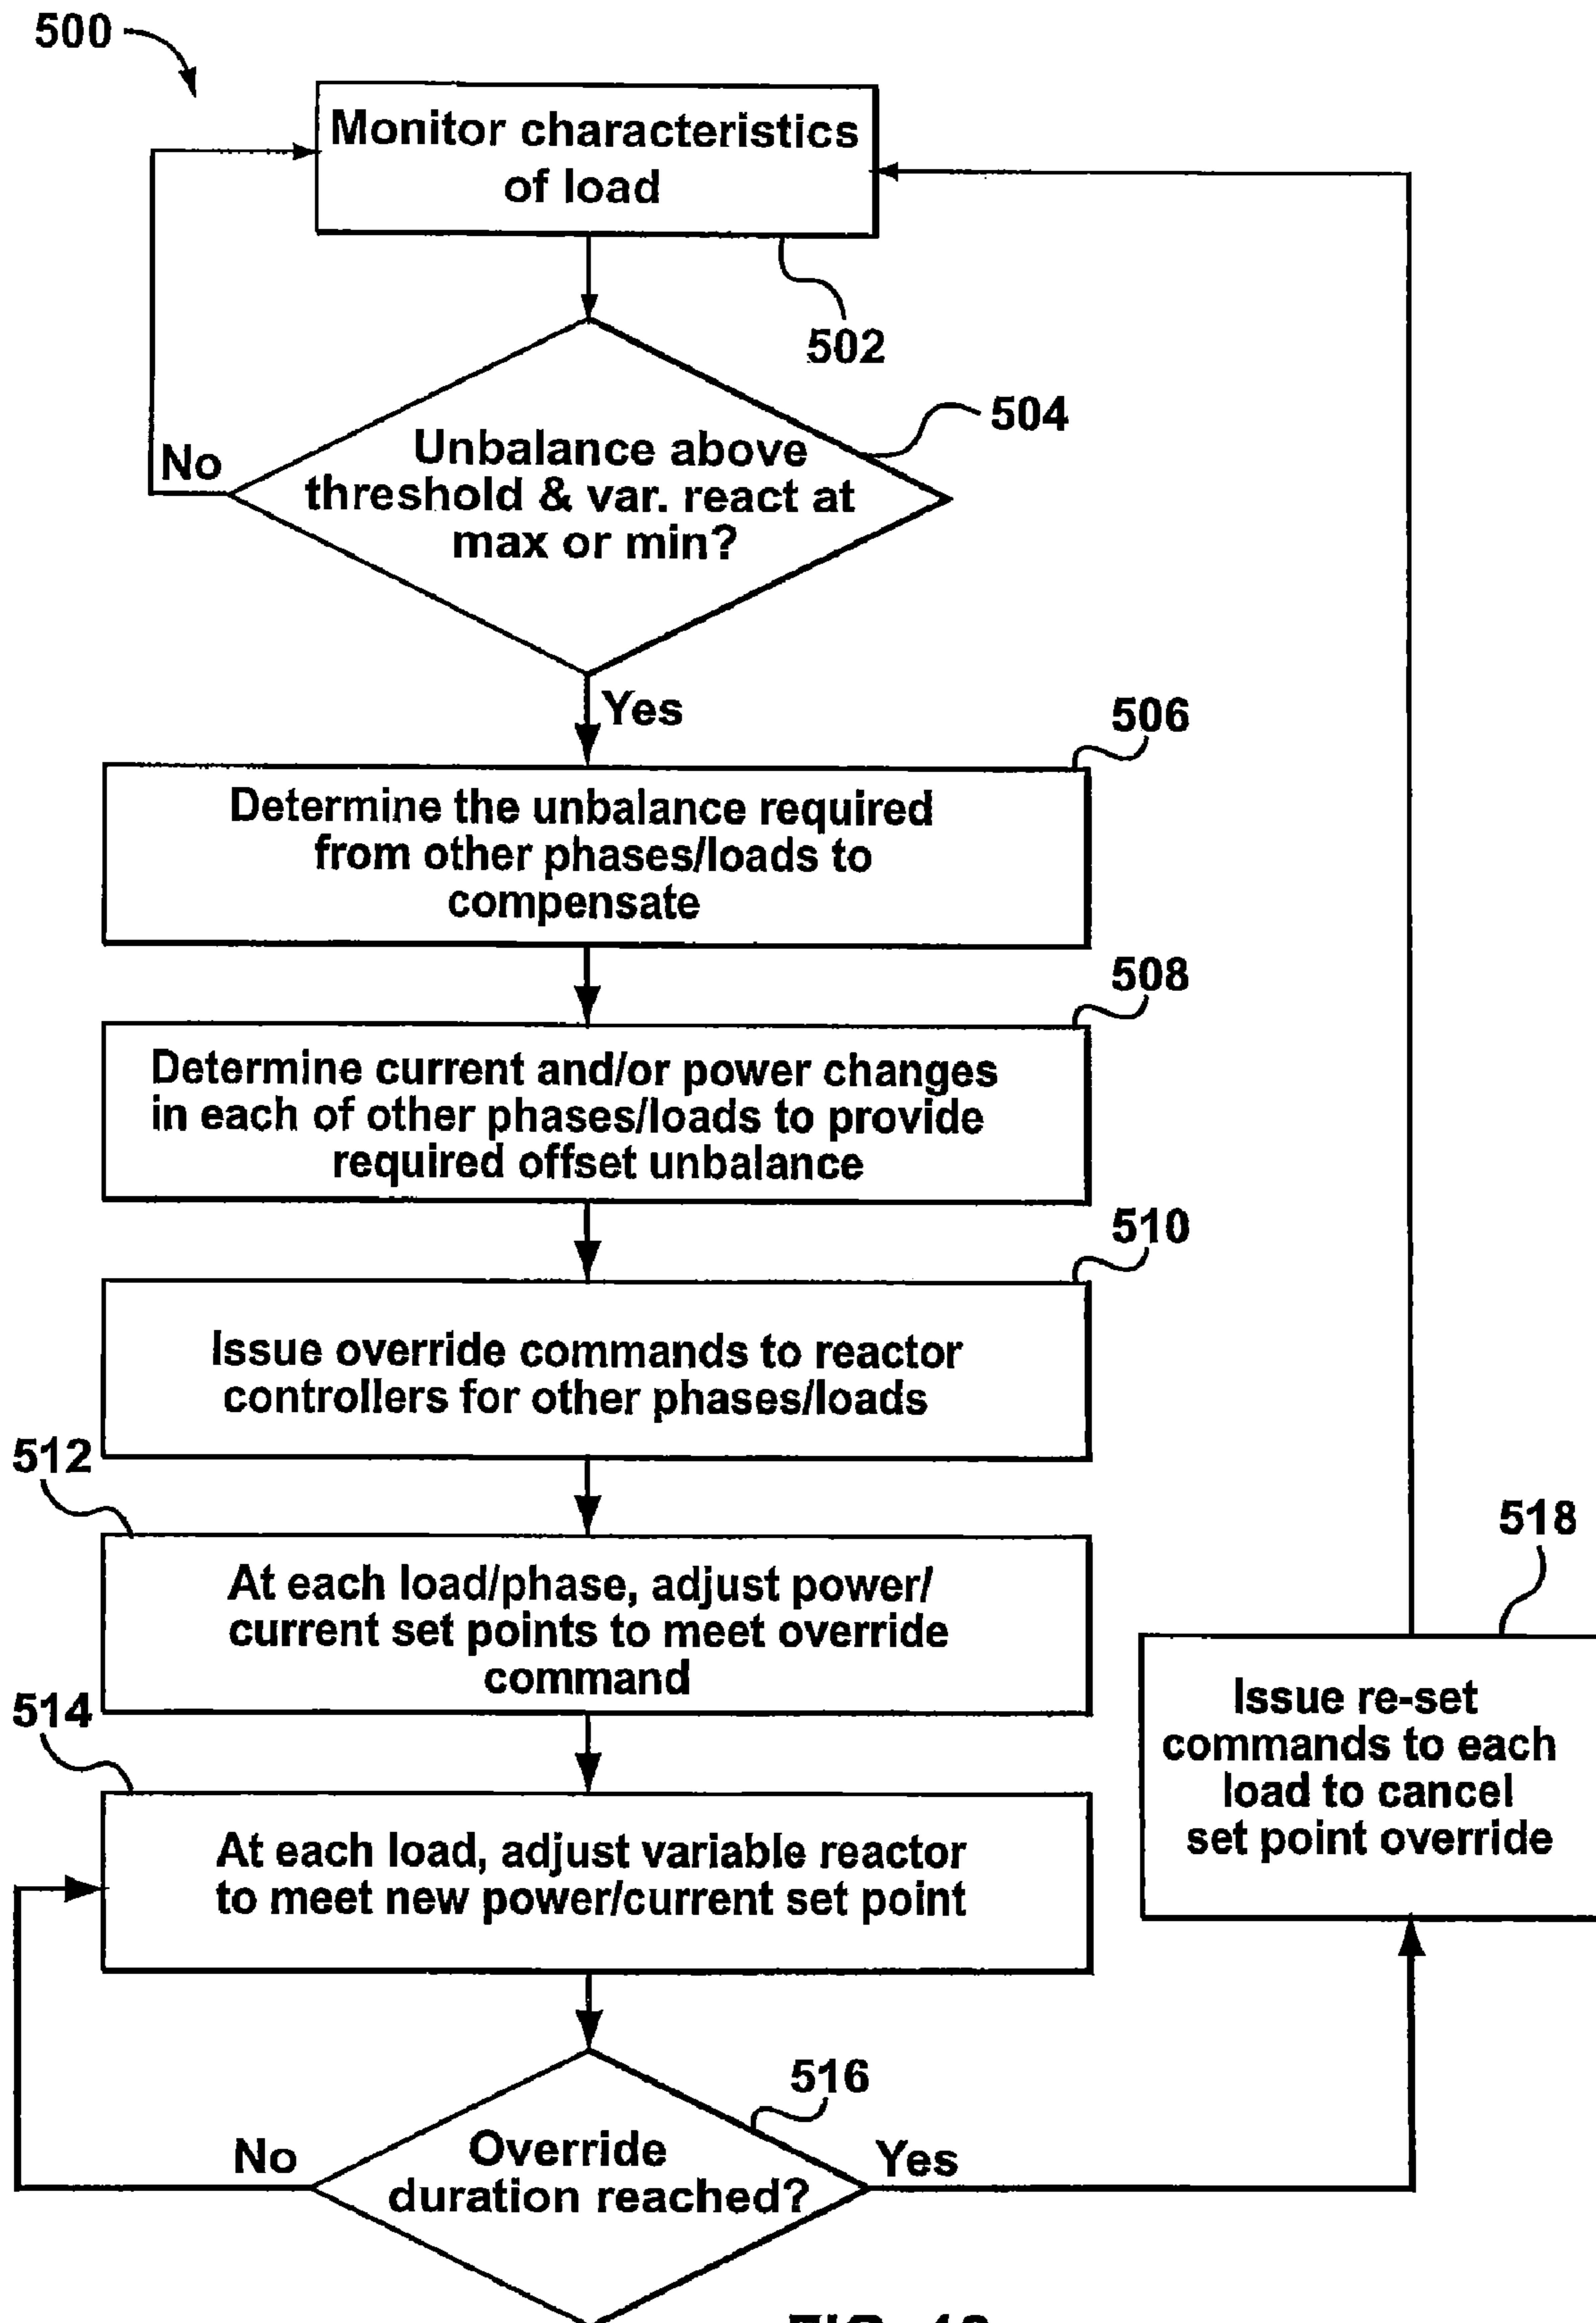 500
Monitor characteristics
of load
502
504
Unbalance above
threshold & var. react at
max or min?
No
Yes
506
Determine the unbalance required
from other phases/loads to
compensate
508
Determine current and/or power changes
in each of other phases/loads to provide
required offset unbalance
510
Issue override commands to reactor
controllers for other phases/loads
512
At each load/phase, adjust power/
current set points to meet override
command
514
At each load, adjust variable reactor
to meet new power/current set point
516
Override
duration reached?
No
Yes
518
Issue re-set
commands to each
load to cancel
set point override